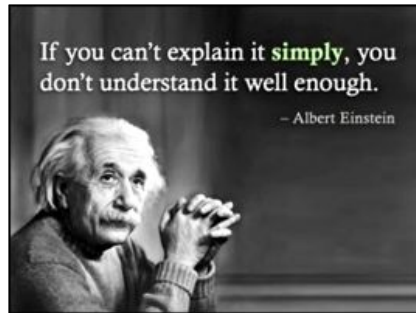 If you can't explain it simply, you
don't understand it well enough.
– Albert Einstein